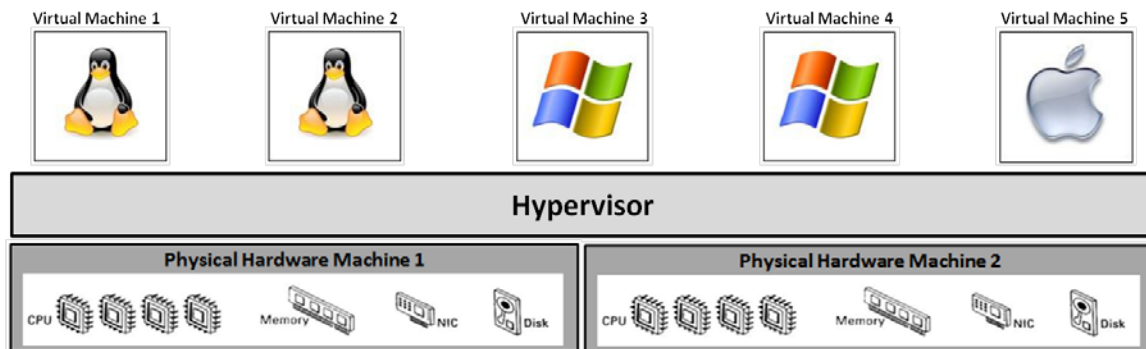 Virtual Machine 1
Virtual Machine 2
Virtual Machine 3
Virtual Machine 4
Virtual Machine 5
Hypervisor
Physical Hardware Machine 1
CPU
Memory
NIC
Disk
Physical Hardware Machine 2
CPU
Memory
NIC
Disk